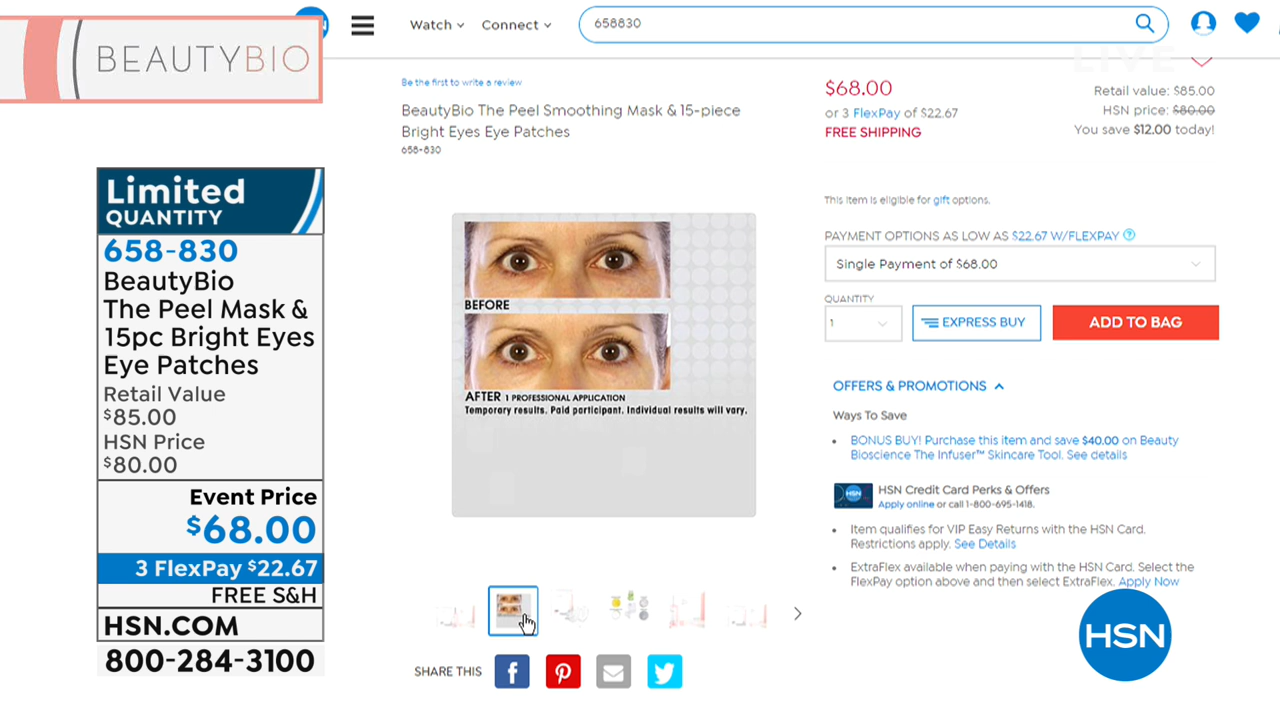 BEAUTYBIO
Limited
QUANTITY
658-830
BeautyBio
The Peel Mask &
15pc Bright Eyes
Eye Patches
Retail Value
$85.00
HSN Price
$80.00
Event Price
$68.00
3 FlexPay $22.67
FREE S&H
HSN.COM
800-284-3100
Watch
Connect
658830
LIVE
Be the first to write a review
BeautyBio The Peel Smoothing Mask & 15-piece
Bright Eyes Eye Patches
658-830
BEFORE
AFTER 1 PROFESSIONAL APPLICATION
Temporary results. Paid participant. Individual results will vary.
SHARE THIS
$68.00
or 3 FlexPay of $22.67
FREE SHIPPING
Retail value: $85.00
HSN price: $80.00
You save $12.00 today!
This item is eligible for gift options.
PAYMENT OPTIONS AS LOW AS $22.67 W/FLEXPAY ?
Single Payment of $68.00
QUANTITY
1
EXPRESS BUY
ADD TO BAG
OFFERS & PROMOTIONS
Ways To Save
BONUS BUY! Purchase this item and save $40.00 on Beauty
Bioscience The Infuser™ Skincare Tool. See details
HSN
HSN Credit Card Perks & Offers
Apply online or call 1-800-695-1418.
Item qualifies for VIP Easy Returns with the HSN Card.
Restrictions apply. See Details
ExtraFlex available when paying with the HSN Card. Select the
FlexPay option above and then select ExtraFlex. Apply Now
HSN